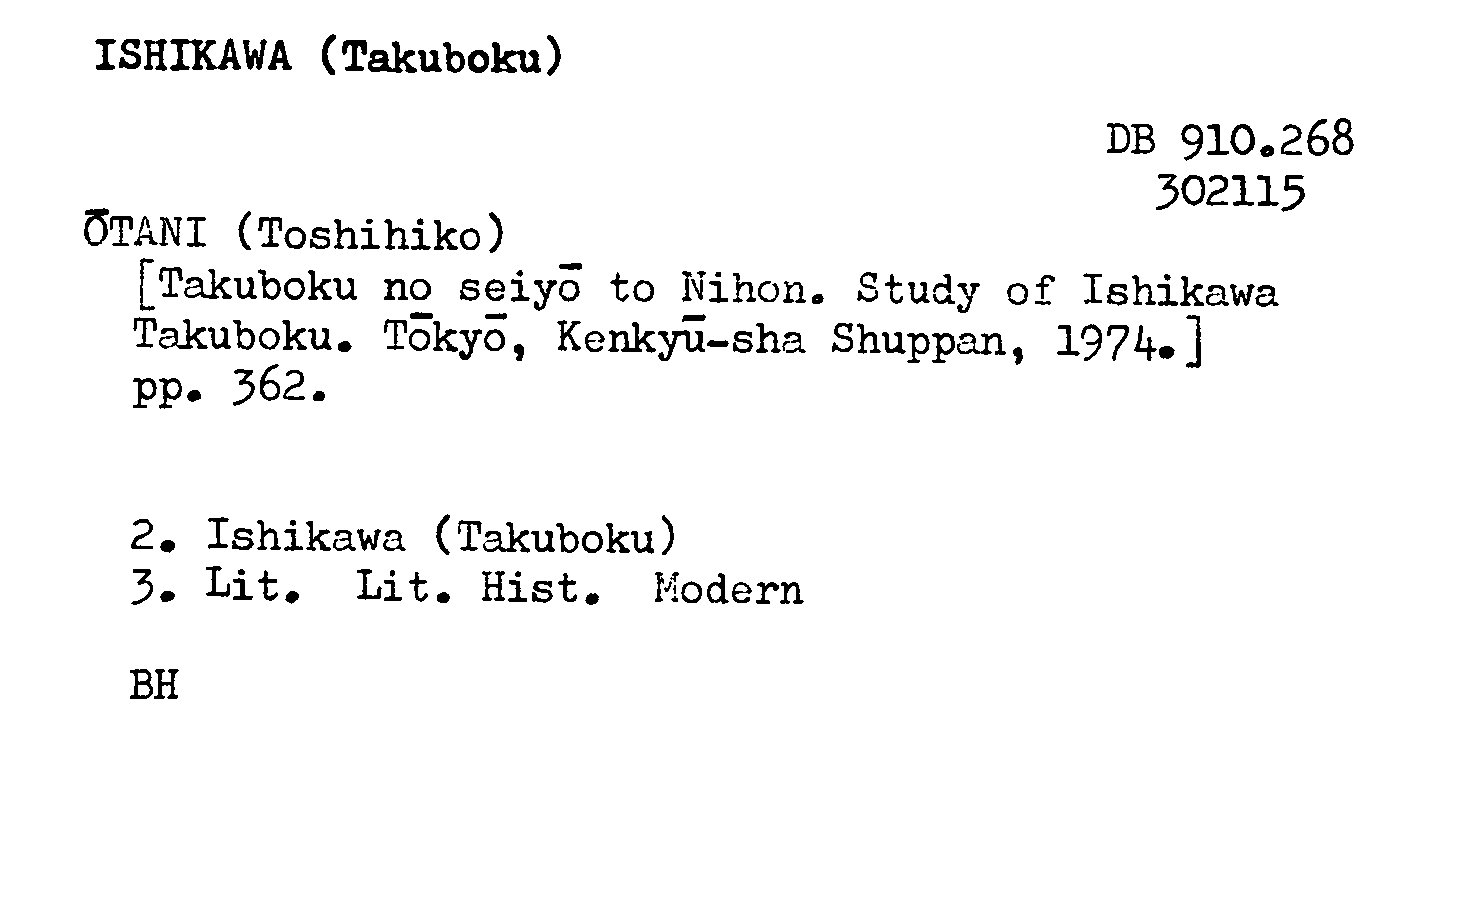 ISHIKAWA (Takuboku)
DB 910.268
302115
ŌTANI (Toshihiko)
[Takuboku no seiyō to Nihon. Study of Ishikawa
Takuboku. Tōkyō, Kenkyū-sha Shuppan, 1974.]
pp. 362.
2. Ishikawa (Takuboku)
3. Lit. Lit. Hist. Modern
BH